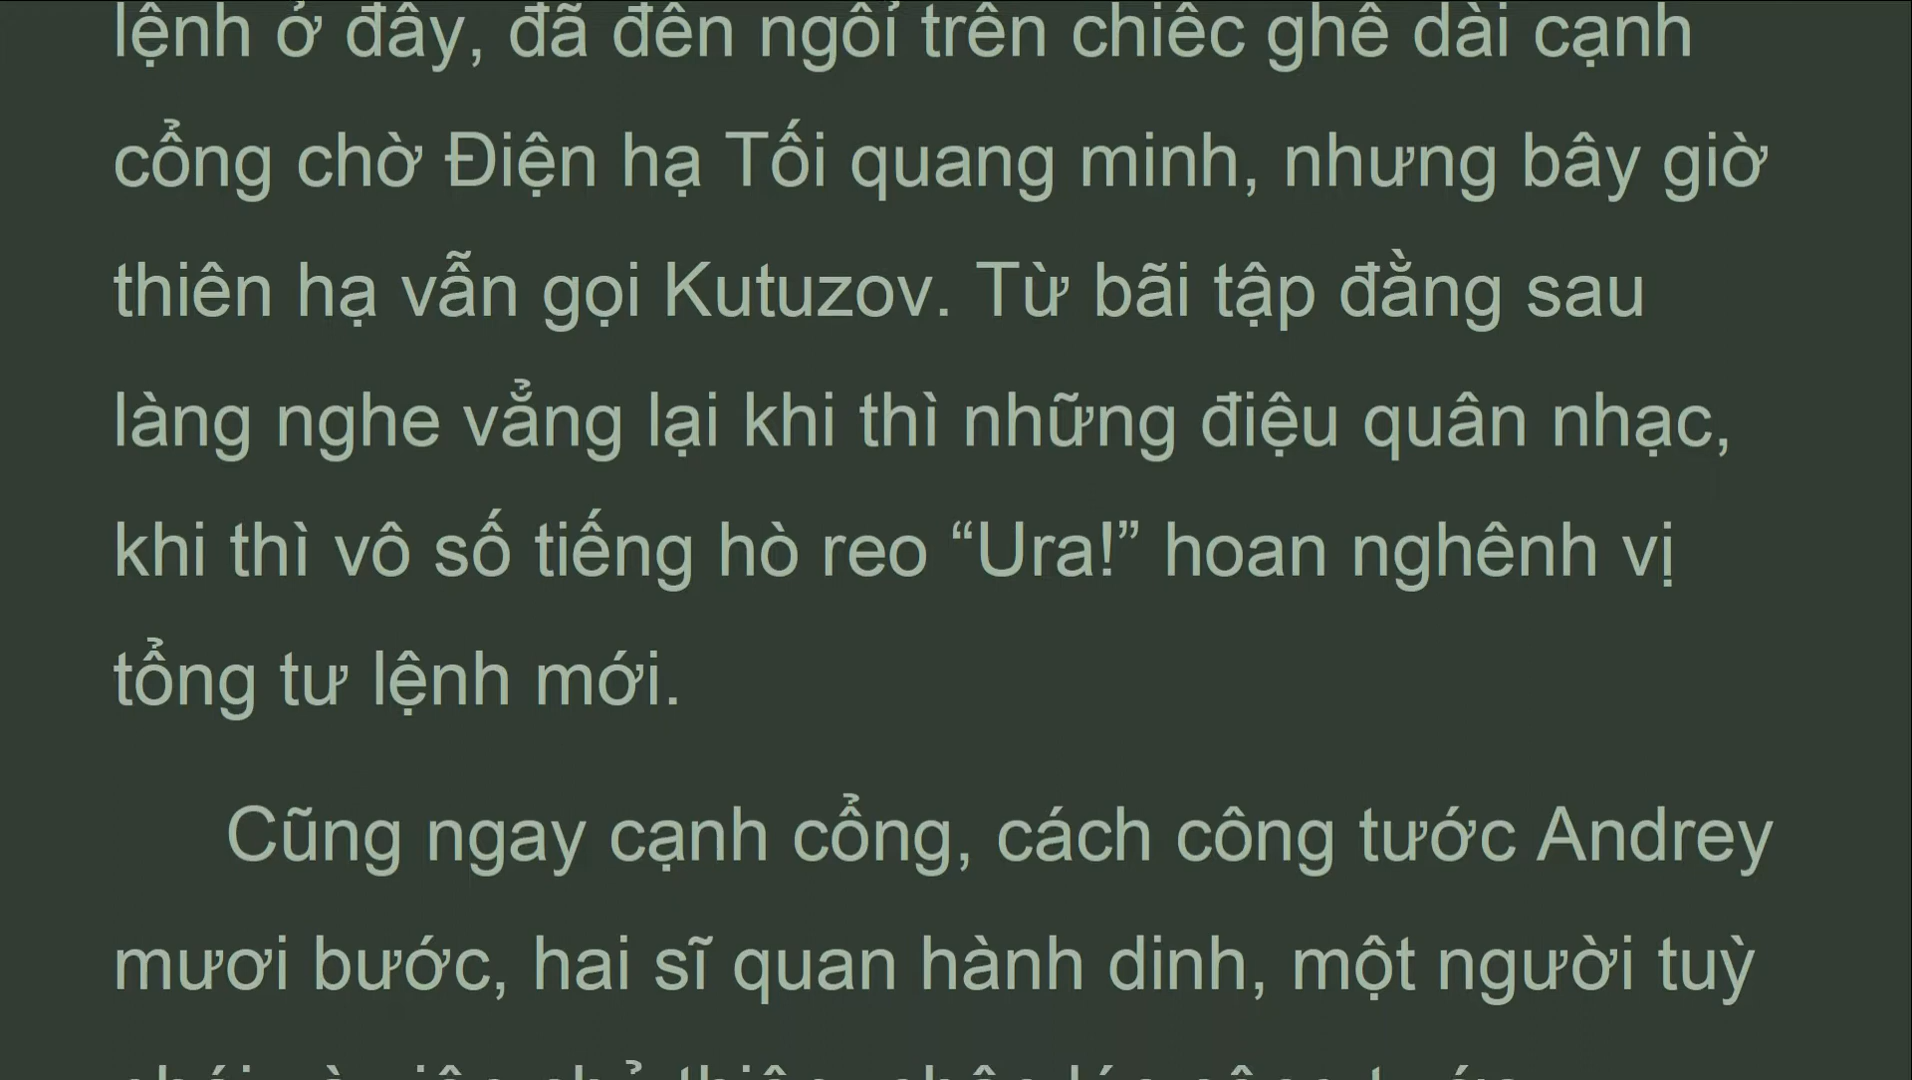 lệnh ở đây, đã đến ngồi trên chiếc ghế dài cạnh
cổng chờ Điện hạ Tối quang minh, nhưng bây giờ
thiên hạ vẫn gọi Kutuzov. Từ bãi tập đằng sau
làng nghe vẳng lại khi thì những điệu quân nhạc,
khi thì vô số tiếng hò reo “Ura!” hoan nghênh vị
tổng tư lệnh mới.
Cũng ngay cạnh cổng, cách công tước Andrey
mươi bước, hai sĩ quan hành dinh, một người tuỳ